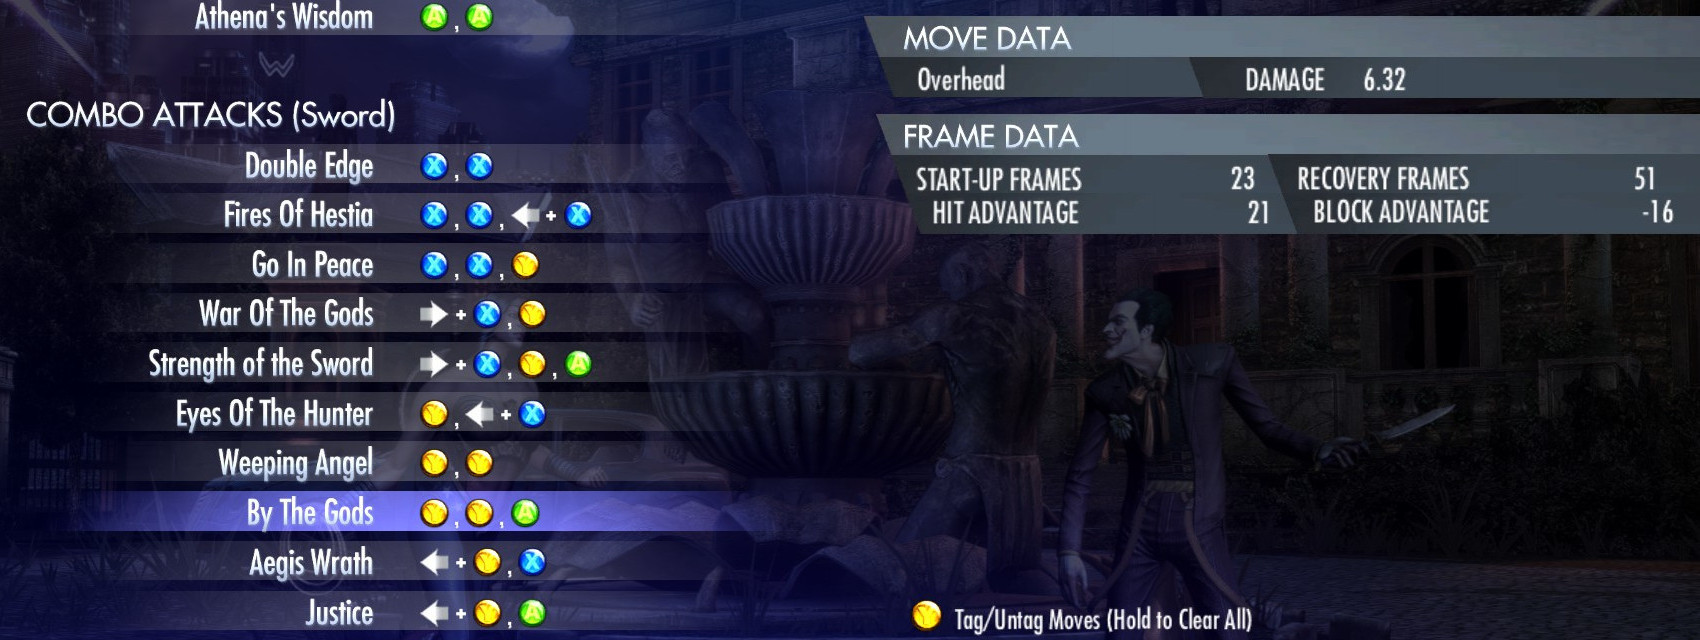 Athena's Wisdom A , A
COMBO ATTACKS (Sword)
Double Edge X , X
Fires Of Hestia X , X , + X
Go In Peace X , X , Y
War Of The Gods + X , Y
Strength of the Sword + X , Y , A
Eyes Of The Hunter Y , + X
Weeping Angel Y , Y
By The Gods Y , Y , A
Aegis Wrath + Y , X
Justice + Y , A
MOVE DATA
Overhead DAMAGE 6.32
FRAME DATA
START-UP FRAMES 23 RECOVERY FRAMES 51
HIT ADVANTAGE 21 BLOCK ADVANTAGE -16
Y Tag/Untag Moves (Hold to Clear All)